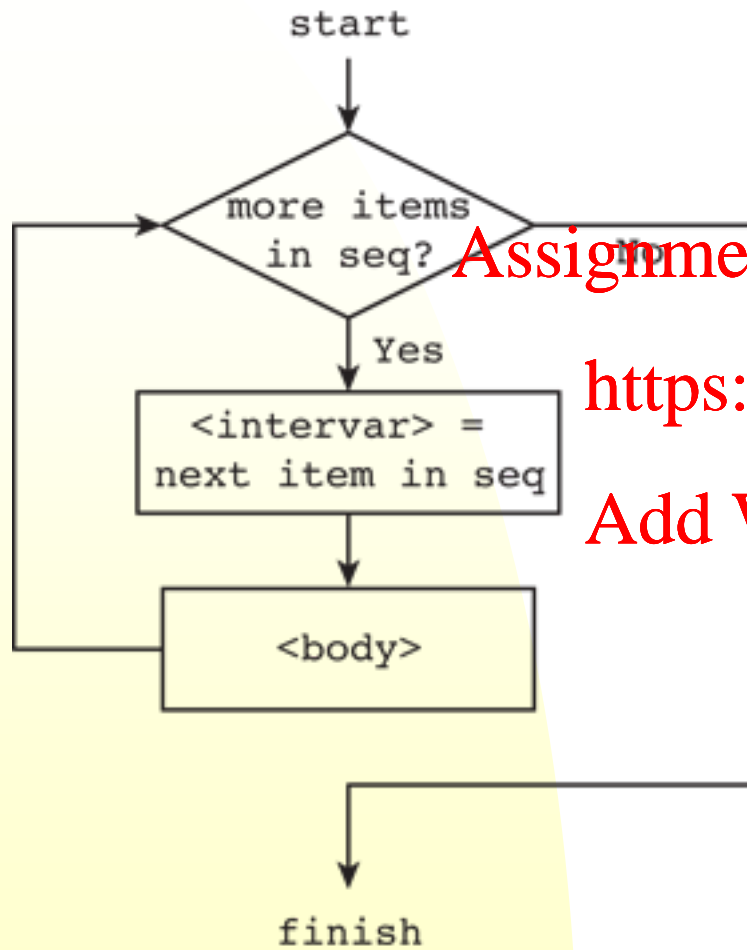 start
more items
in seq?
No
Assignme
https:
Yes
<intervar> =
next item in seq
Add
<body>
finish